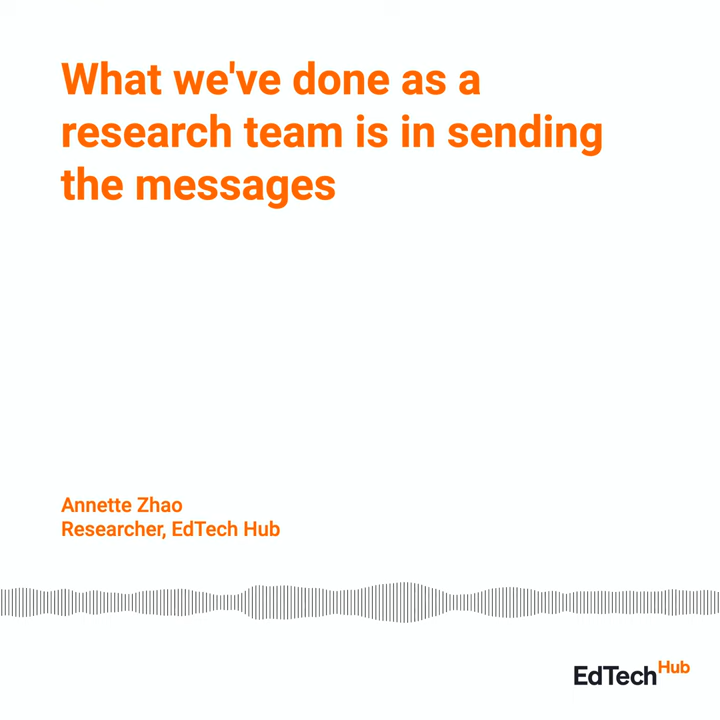 What we've done as a
research team is in sending
the messages
Annette Zhao
Researcher, EdTech Hub
EdTech Hub